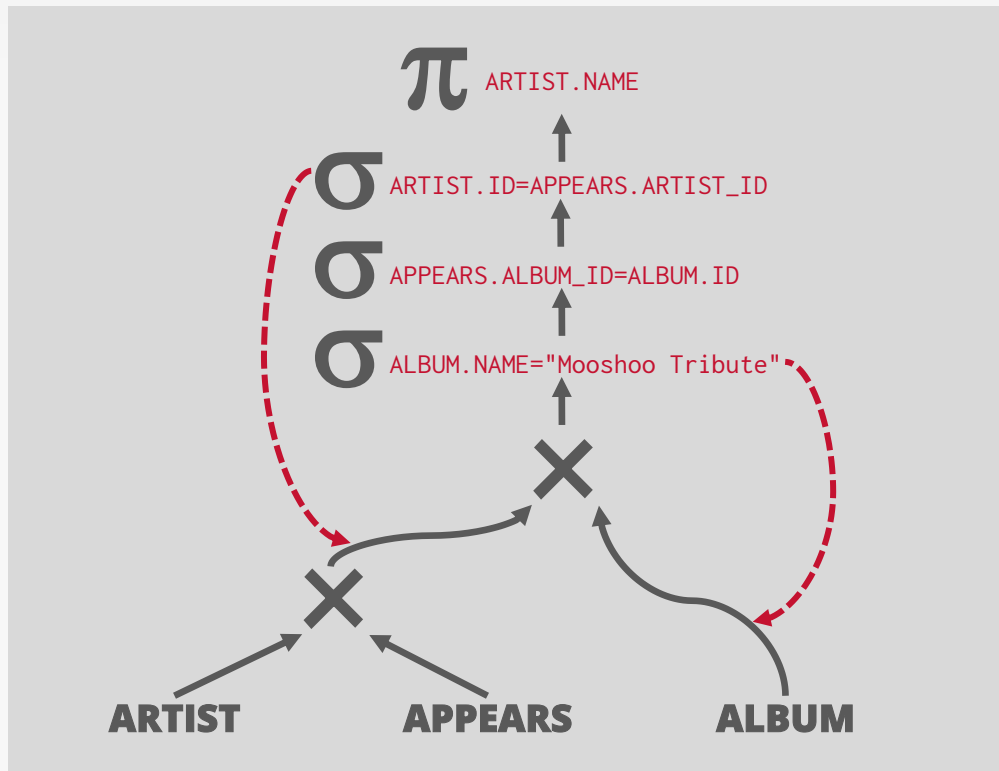 π ARTIST.NAME
σ ARTIST.ID=APPEARS.ARTIST_ID
σ APPEARS.ALBUM_ID=ALBUM.ID
σ ALBUM.NAME="Mooshoo Tribute"
×
×
ARTIST APPEARS ALBUM